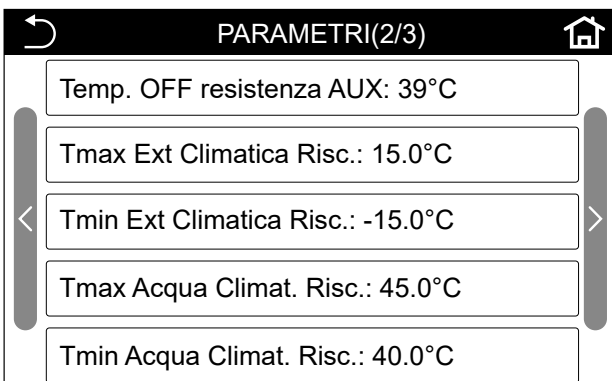 PARAMETRI(2/3)
Temp. OFF resistenza AUX: 39°C
Tmax Ext Climatica Risc.: 15.0°C
Tmin Ext Climatica Risc.: -15.0°C
Tmax Acqua Climat. Risc.: 45.0°C
Tmin Acqua Climat. Risc.: 40.0°C